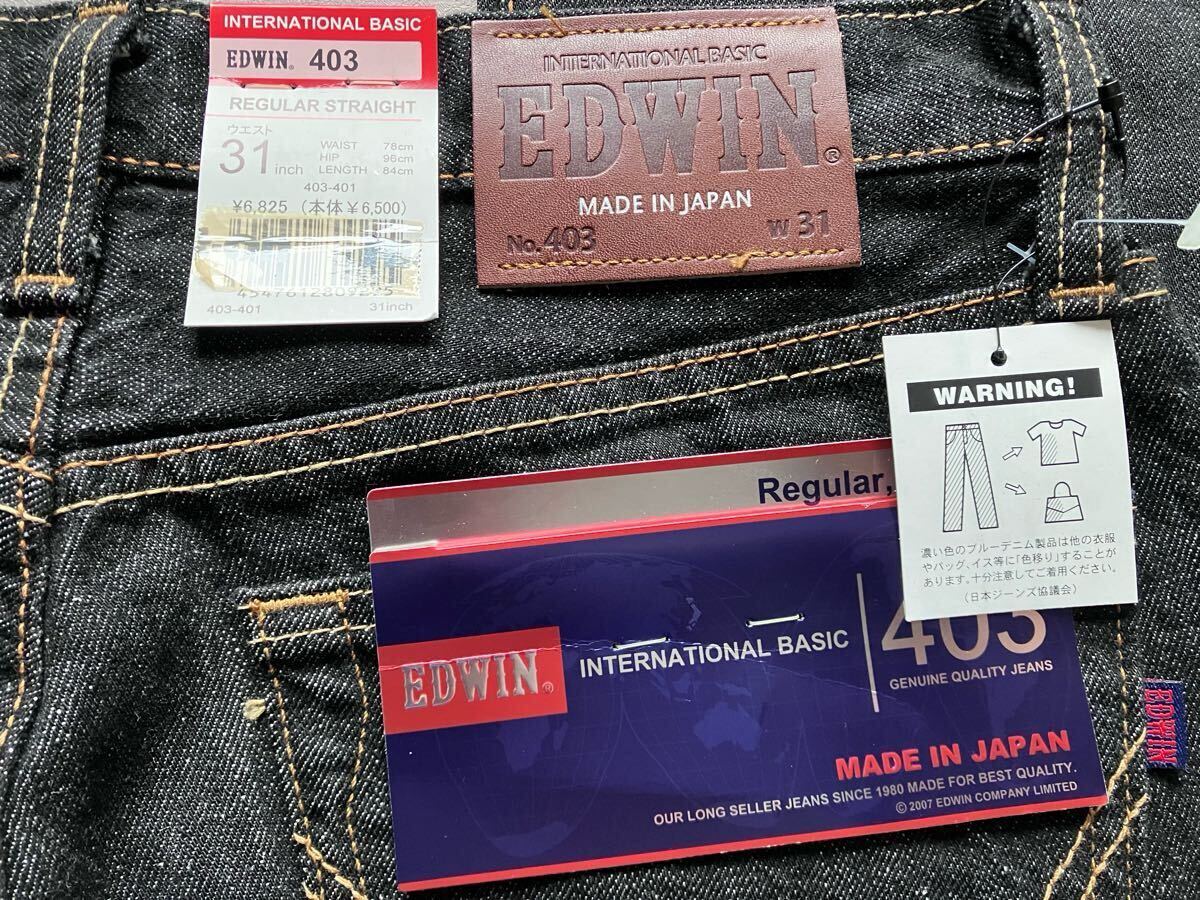 INTERNATIONAL BASIC
EDWIN® 403
REGULAR STRAIGHT
ウエスト
31 inch
WAIST 78cm
HIP 96cm
LENGTH 84cm
403-401
¥6,825 (本体¥6,500)
403-401 31inch
INTERNATIONAL BASIC
EDWIN®
MADE IN JAPAN
No. 403 W 31
WARNING!
濃い色のブルーデニム製品は他の衣服
やバッグ、イス等に「色移り」することが
あります。十分注意してご着用ください。
(日本ジーンズ協議会)
Regular,
EDWIN®
INTERNATIONAL BASIC
403
GENUINE QUALITY JEANS
MADE IN JAPAN
OUR LONG SELLER JEANS SINCE 1980 MADE FOR BEST QUALITY.
© 2007 EDWIN COMPANY LIMITED
EDWIN